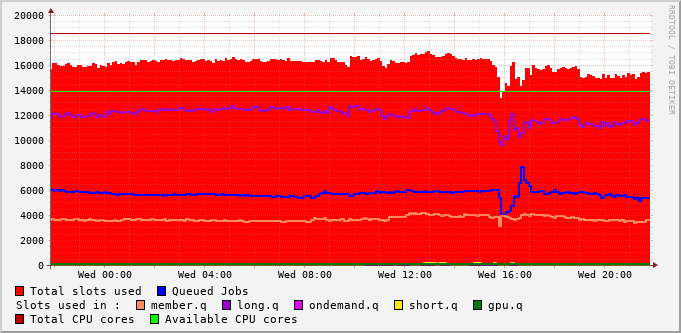 RRDTOOL / TOBI OETIKER
20000
18000
16000
14000
12000
10000
8000
6000
4000
2000
0
Wed 00:00 Wed 04:00 Wed 08:00 Wed 12:00 Wed 16:00 Wed 20:00
Total slots used Queued Jobs
Slots used in : member.q long.q ondemand.q short.q gpu.q
Total CPU cores Available CPU cores